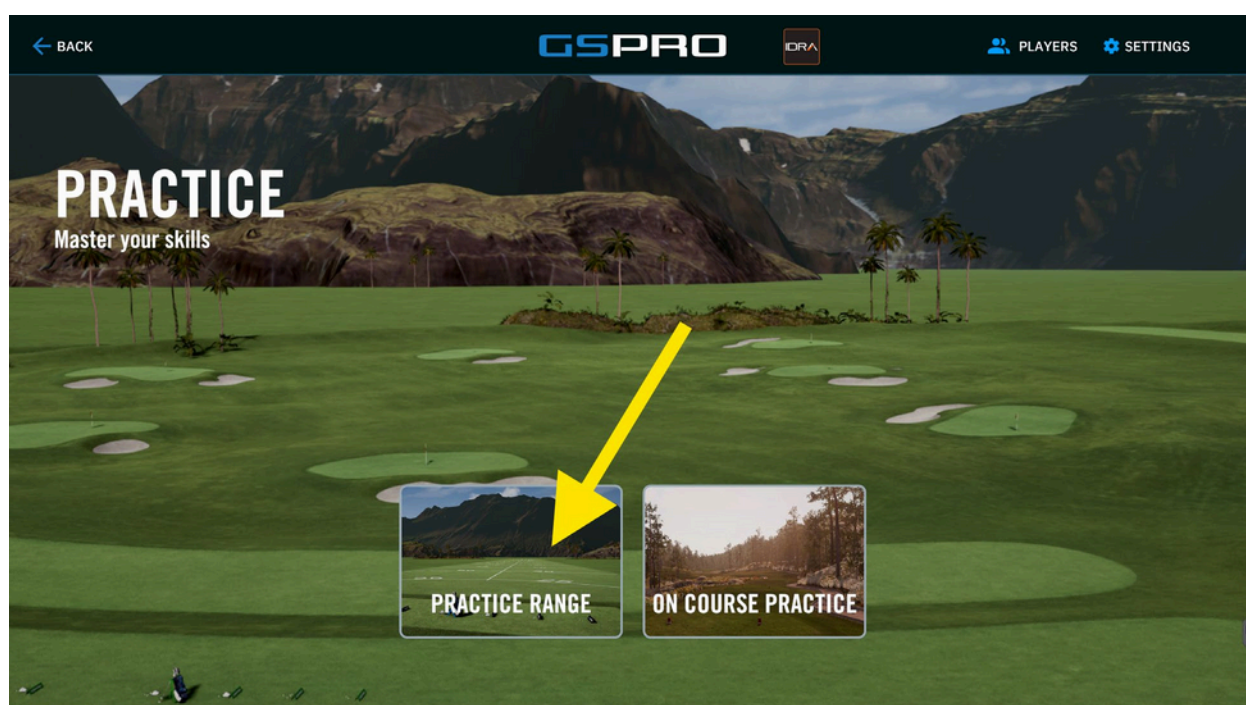 BACK
GSPRO
IDRA
PLAYERS
SETTINGS
PRACTICE
Master your skills
PRACTICE RANGE
ON COURSE PRACTICE